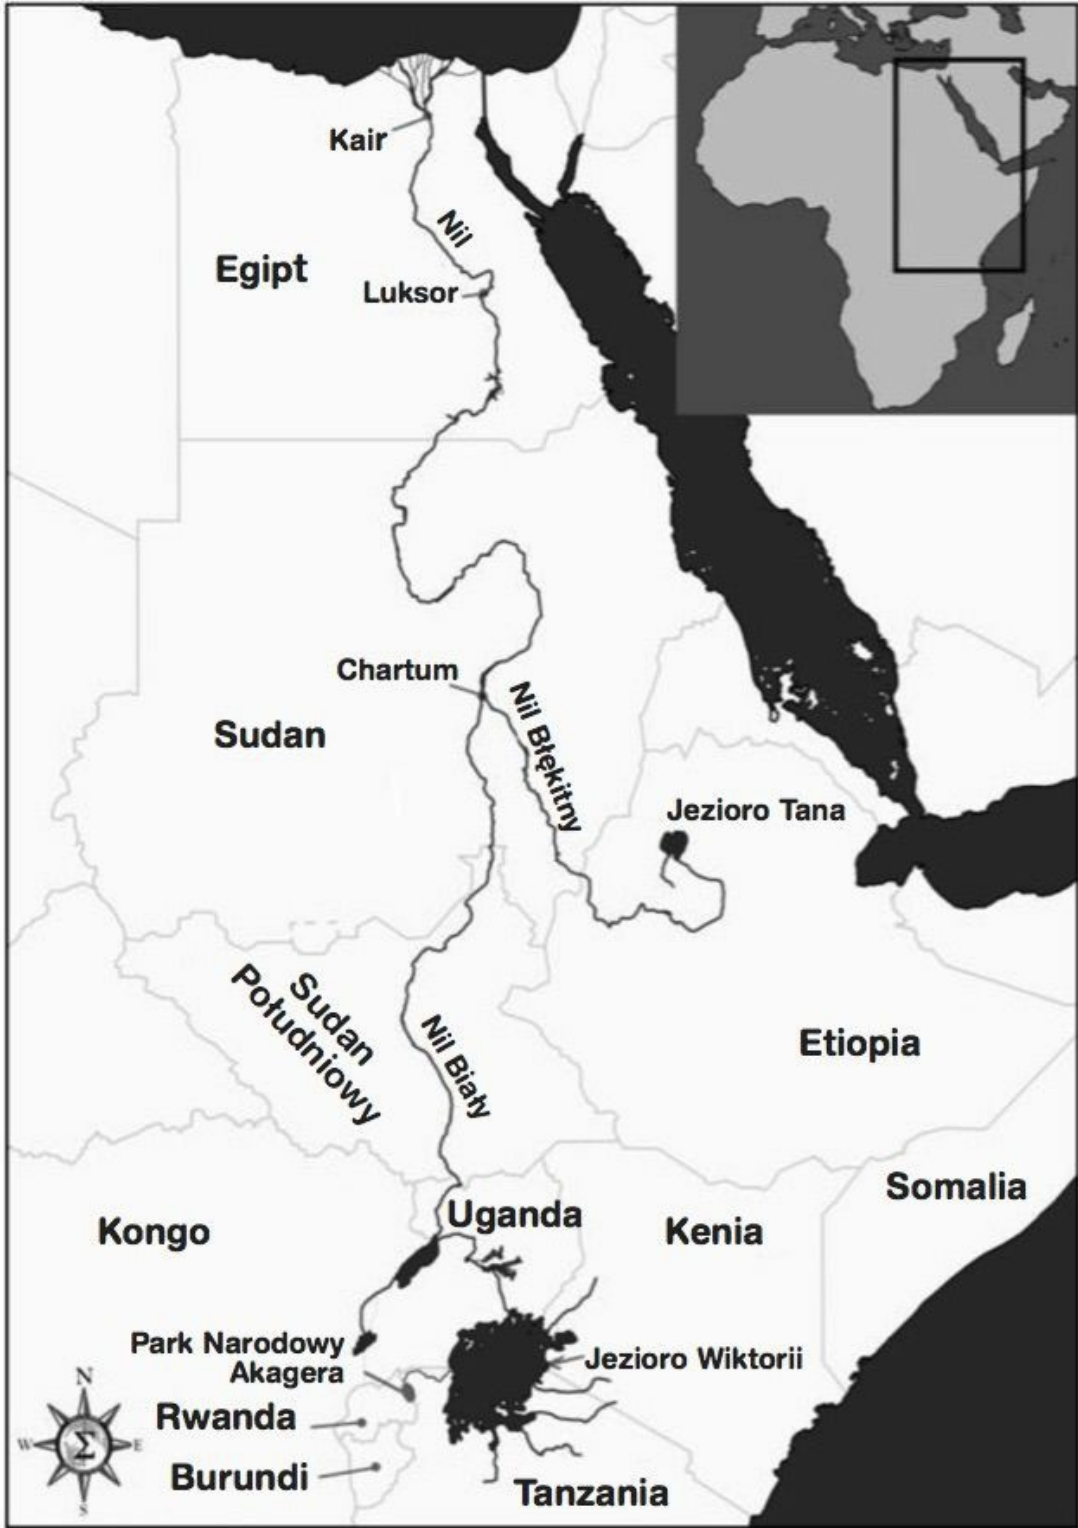 Kair
Nil
Egipt
Luksor
Chartum
Nil Błękitny
Sudan
Jezioro Tana
Sudan
Południowy
Nil Biały
Etiopia
Somalia
Uganda
Kongo
Kenia
Park Narodowy
Akagera
Jezioro Wiktorii
N
Rwanda
W
Σ
E
Burundi
S
Tanzania